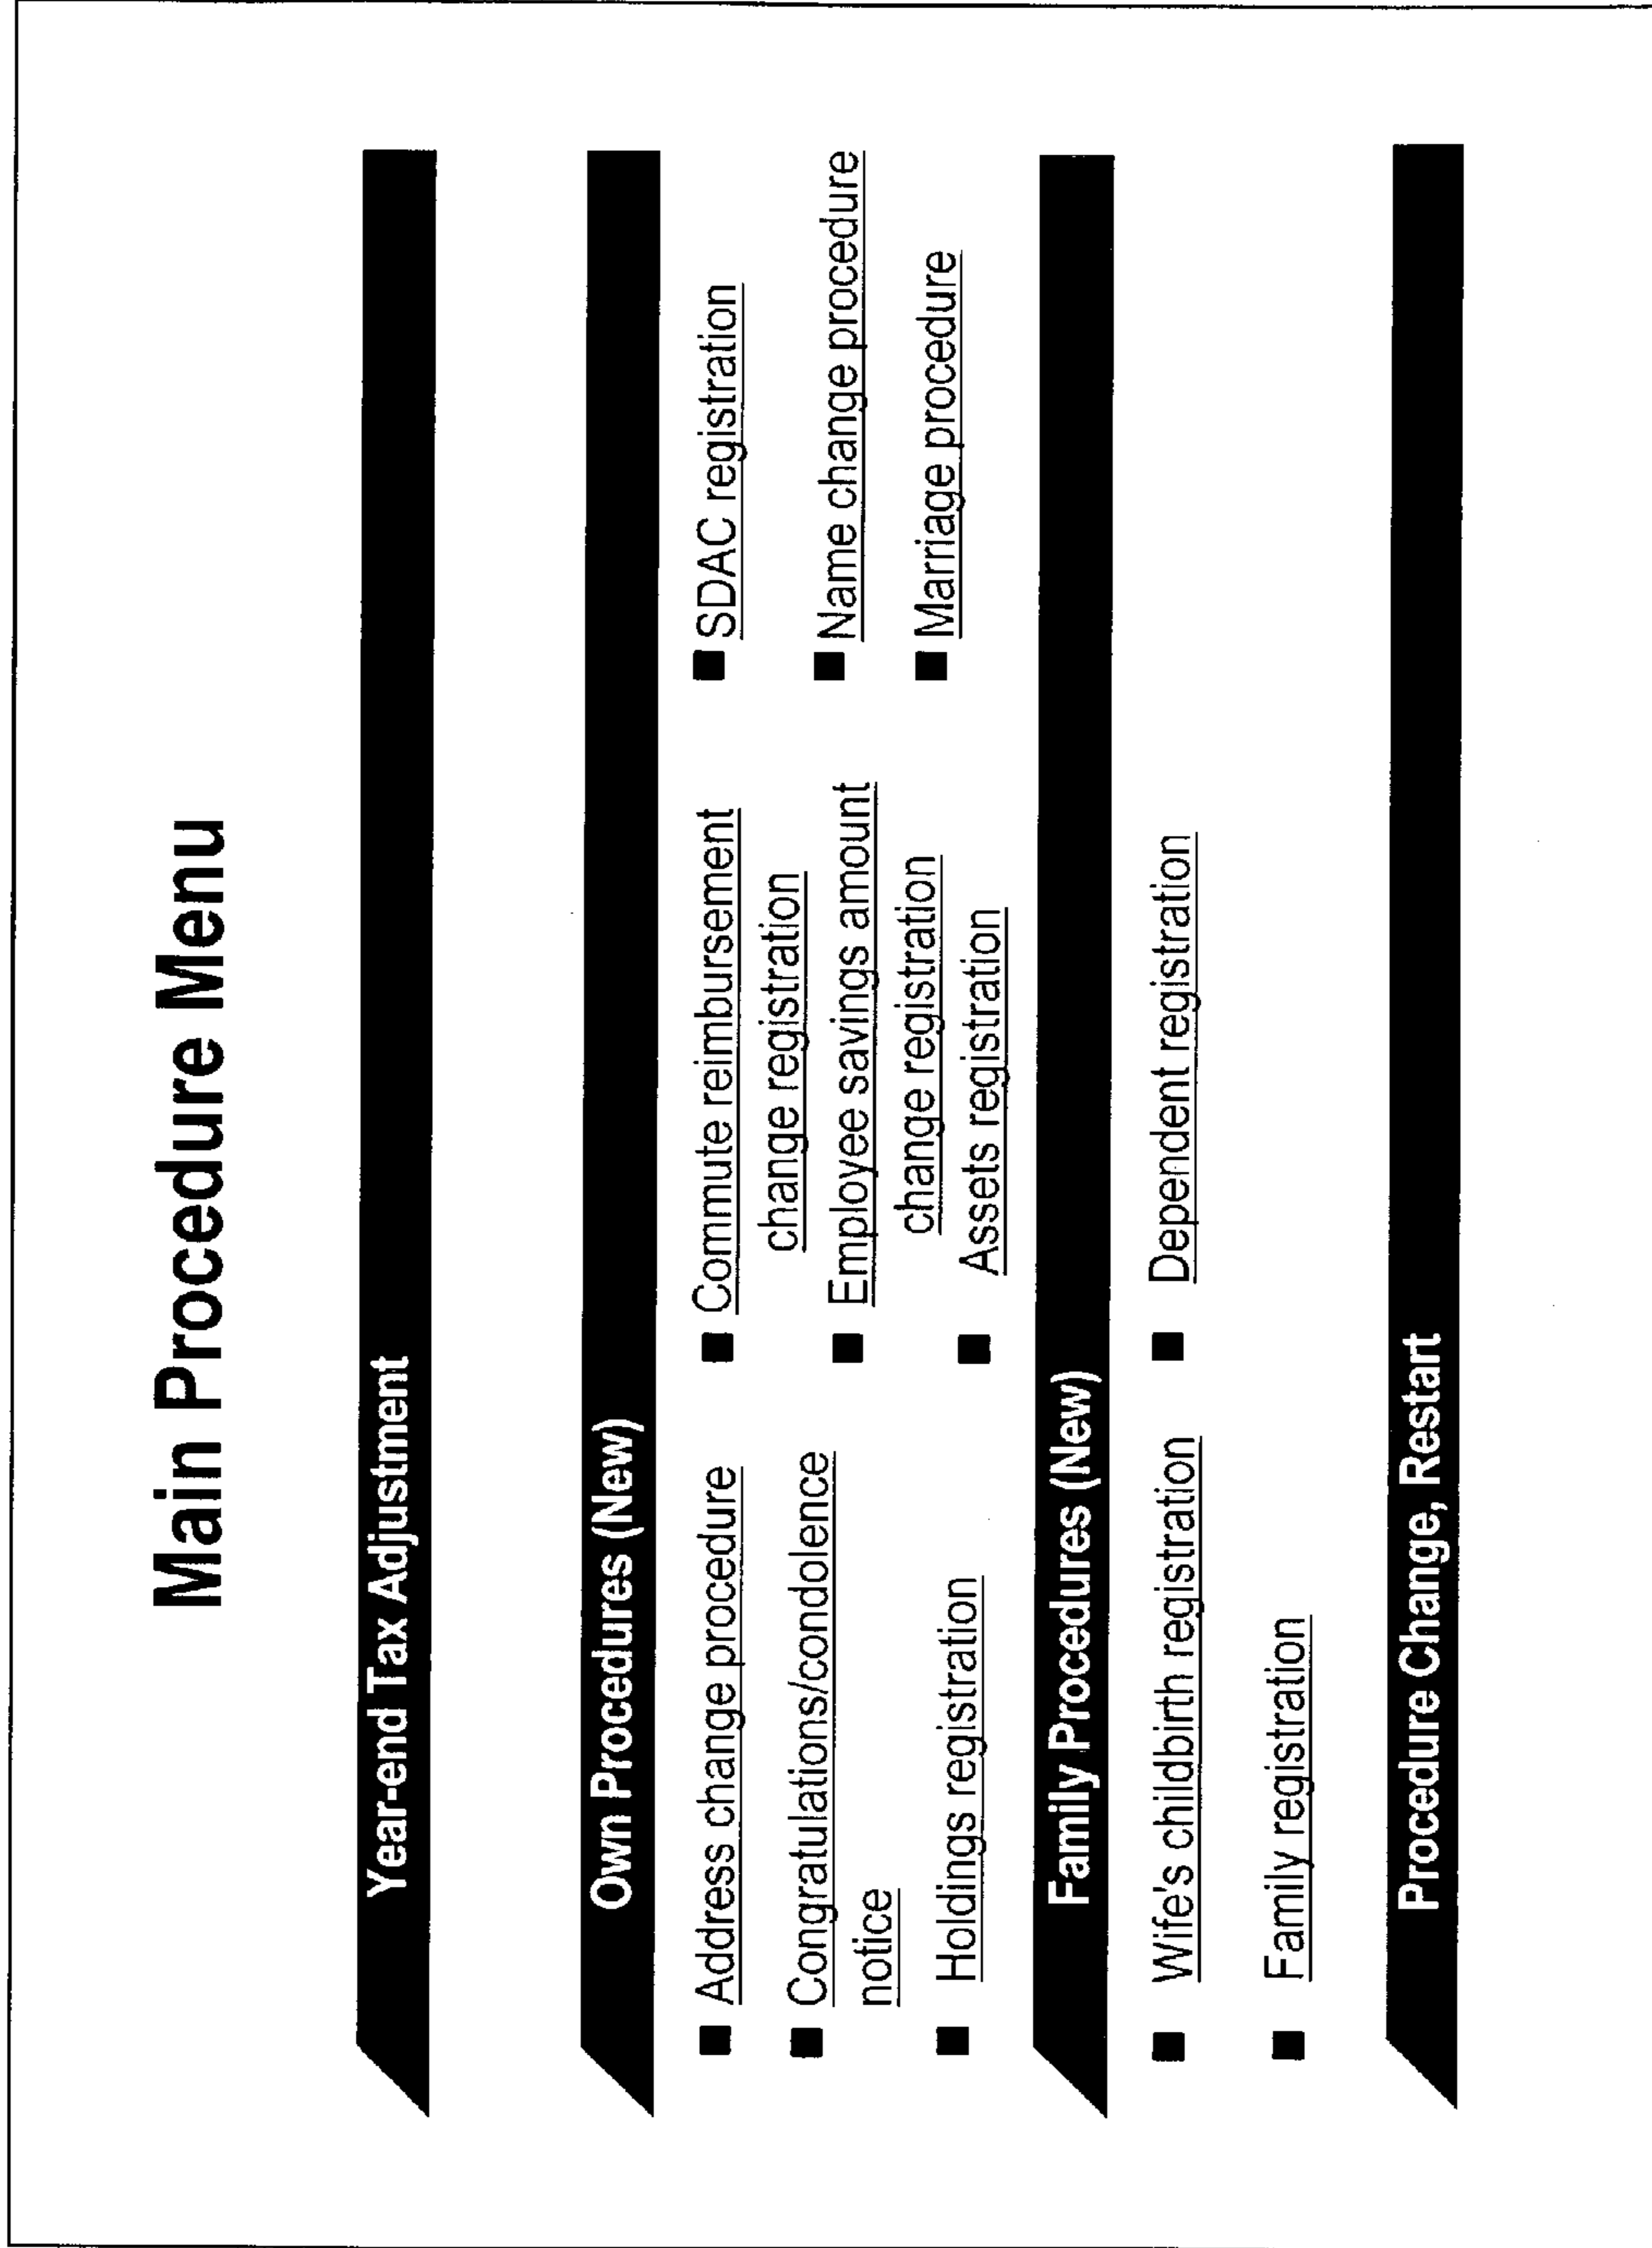 Main Procedure Menu
Year-end Tax Adjustment
Own Procedures (New)
Address change procedure
Congratulations/condolence
notice
Holdings registration
Commute reimbursement
change registration
Employee savings amount
change registration
Assets registration
SDAC registration
Name change procedure
Marriage procedure
Family Procedures (New)
Wife's childbirth registration
Family registration
Dependent registration
Procedure Change, Restart